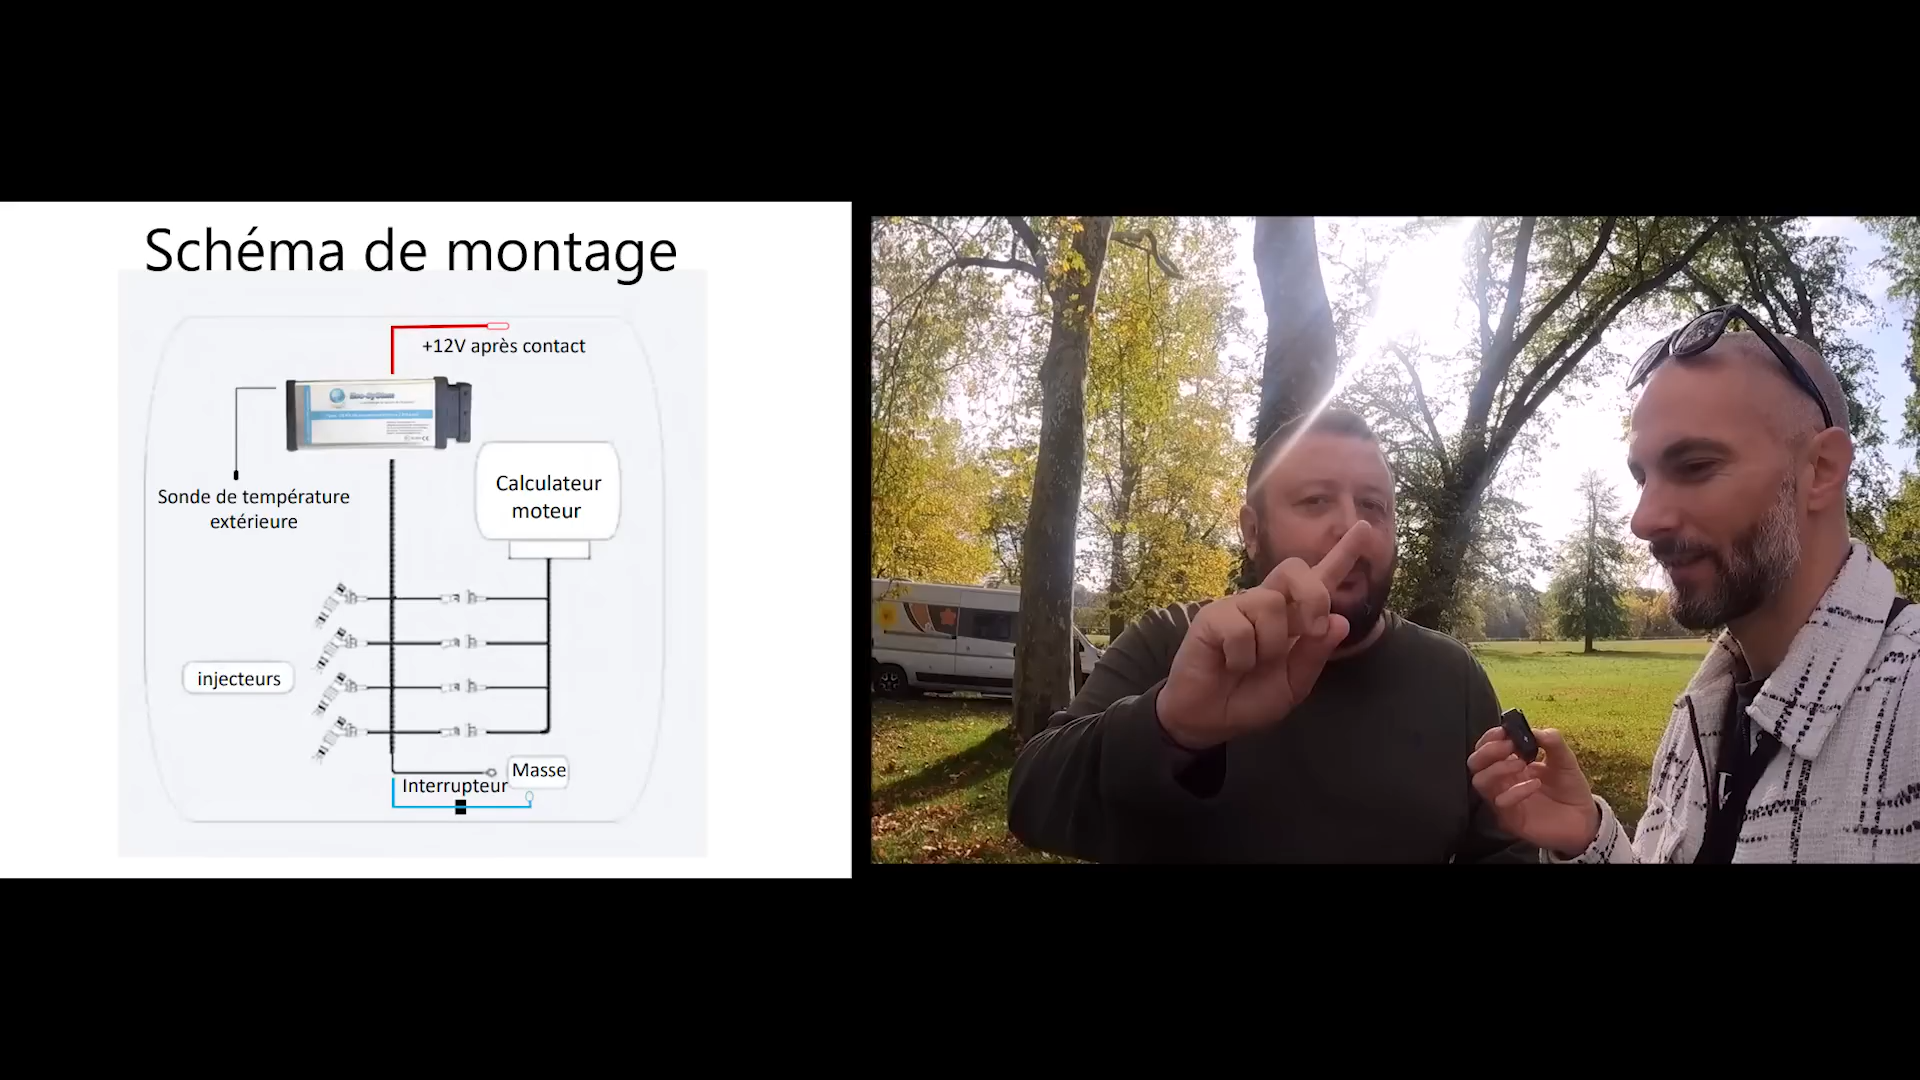 Schéma de montage
+12V après contact
Sonde de température
extérieure
Calculateur
moteur
injecteurs
Masse
Interrupteur